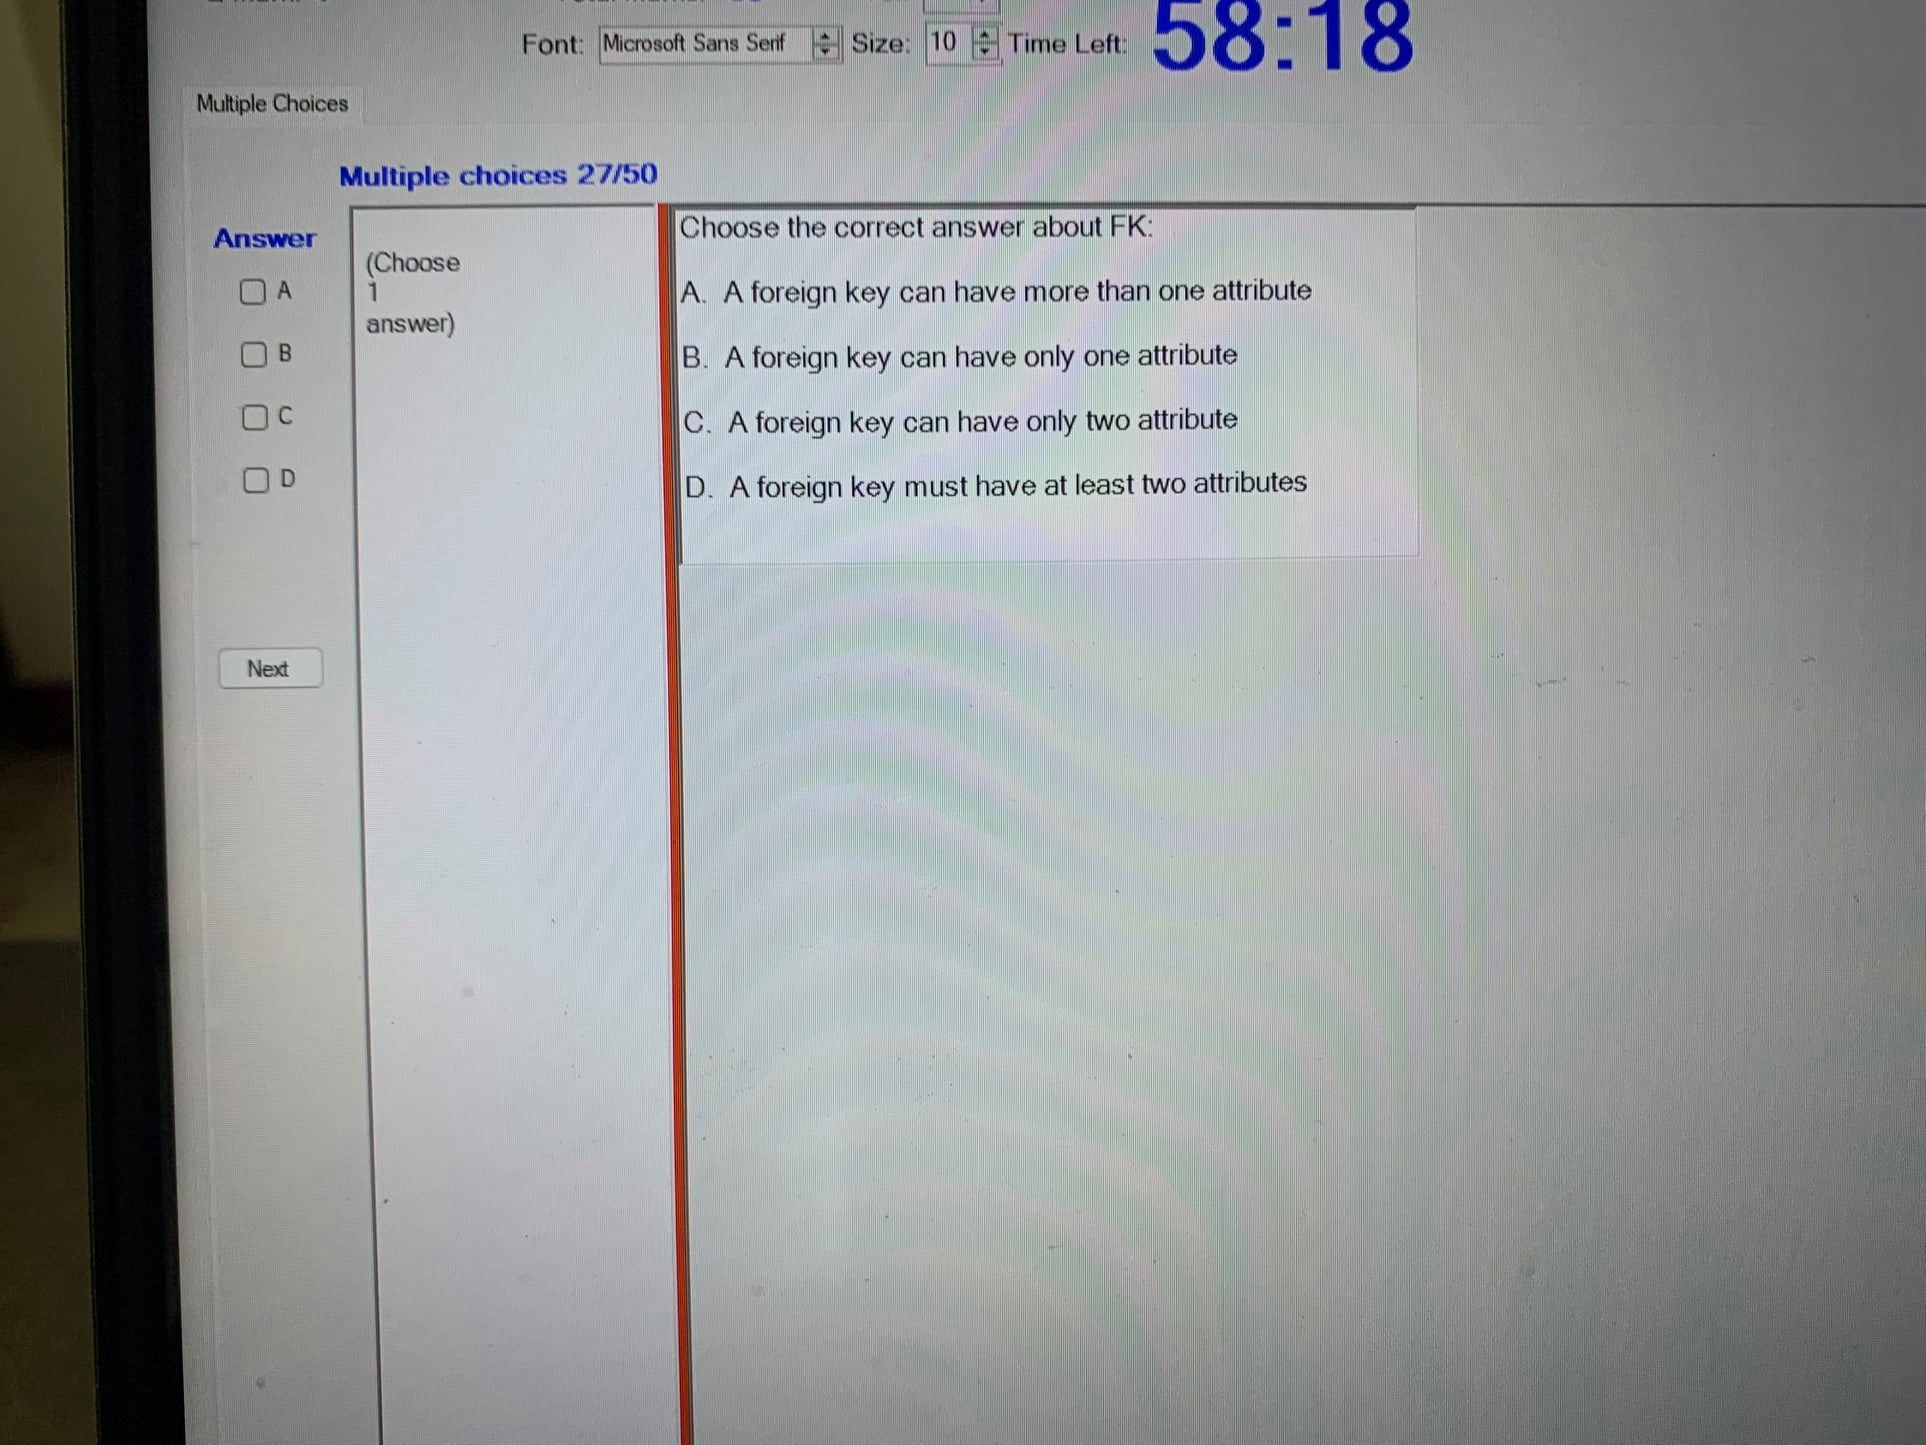 Font: Microsoft Sans Serif Size: 10 Time Left: 58:18
Multiple Choices
Multiple choices 27/50
Answer
A
B
C
D
Next
(Choose
1
answer)
Choose the correct answer about FK:
A. A foreign key can have more than one attribute
B. A foreign key can have only one attribute
C. A foreign key can have only two attribute
D. A foreign key must have at least two attributes